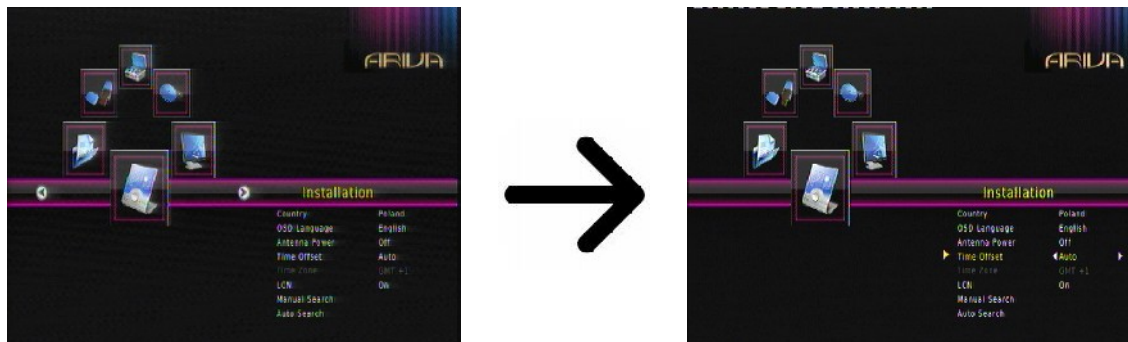 ARIVA
Installation
Country Poland
OSD Language English
Antenna Power Off
Time Offset Auto
Time Zone GMT +1
LCN On
Manual Search
Auto Search
ARIVA
Installation
Country Poland
OSD Language English
Antenna Power Off
Time Offset Auto
Time Zone GMT +1
LCN On
Manual Search
Auto Search